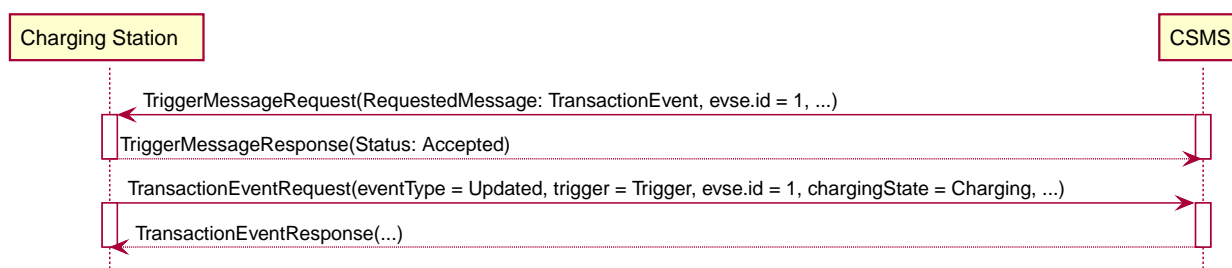 Charging Station
CSMS
TriggerMessageRequest(RequestedMessage: TransactionEvent, evse.id = 1, ...)
TriggerMessageResponse(Status: Accepted)
TransactionEventRequest(eventType = Updated, trigger = Trigger, evse.id = 1, chargingState = Charging, ...)
TransactionEventResponse(...)